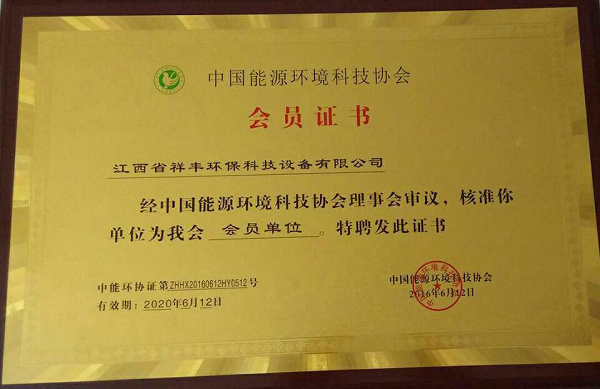 中国能源环境科技协会
会员证书
江西省祥丰环保科技设备有限公司
经中国能源环境科技协会理事会审议，核准你
单位为我会 会员单位 。特聘发此证书
中能环协证第ZHHX20160612HY0512号
中国能源环境科技协会
有效期：2020年6月12日
2016年6月12日